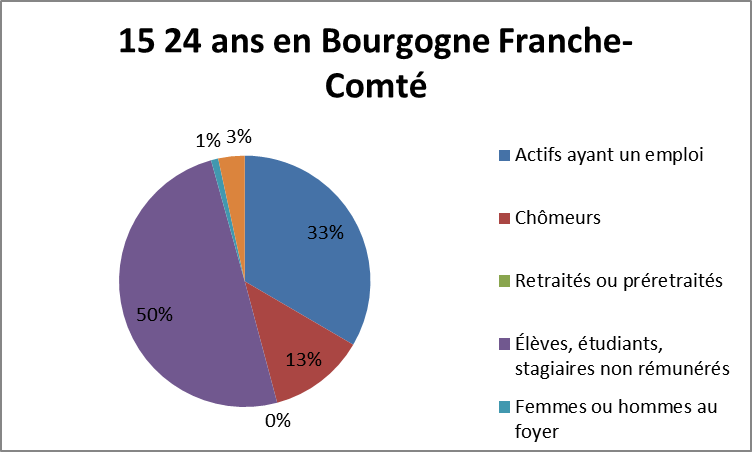 15 24 ans en Bourgogne Franche-
Comté
1%
3%
33%
50%
13%
0%
Actifs ayant un emploi
Chômeurs
Retraités ou préretraités
Élèves, étudiants,
stagiaires non rémunérés
Femmes ou hommes au
foyer